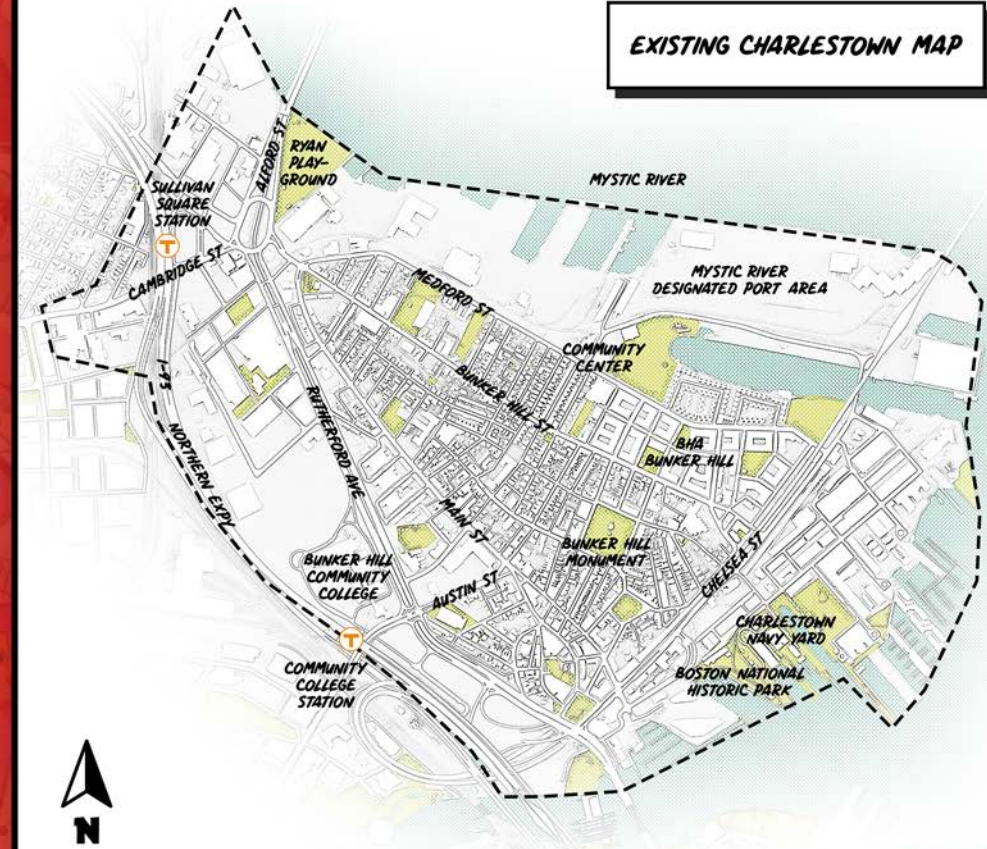 EXISTING CHARLESTOWN MAP
ALFORD ST
RYAN
PLAY-
GROUND
MYSTIC RIVER
SULLIVAN
SQUARE
STATION
T
CAMBRIDGE ST
MEDFORD ST
MYSTIC RIVER
DESIGNATED PORT AREA
COMMUNITY
CENTER
I-93
BUNKER HILL ST
RUTHERFORD AVE
BHA
BUNKER HILL
NORTHERN EXPY
MAIN ST
BUNKER HILL
MONUMENT
CHELSEA ST
BUNKER HILL
COMMUNITY
COLLEGE
AUSTIN ST
CHARLESTOWN
NAVY YARD
T
COMMUNITY
COLLEGE
STATION
BOSTON NATIONAL
HISTORIC PARK
N